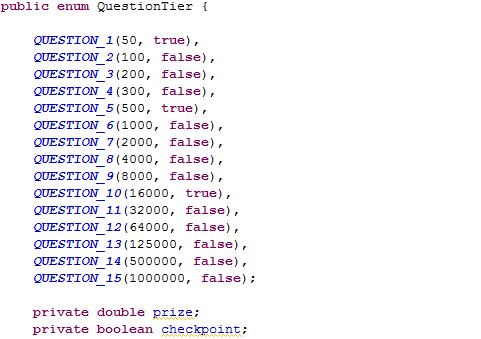 public enum QuestionTier {
QUESTION_1(50, true),
QUESTION_2(100, false),
QUESTION_3(200, false),
QUESTION_4(300, false),
QUESTION_5(500, true),
QUESTION_6(1000, false),
QUESTION_7(2000, false),
QUESTION_8(4000, false),
QUESTION_9(8000, false),
QUESTION_10(16000, true),
QUESTION_11(32000, false),
QUESTION_12(64000, false),
QUESTION_13(125000, false),
QUESTION_14(500000, false),
QUESTION_15(1000000, false);
private double prize;
private boolean checkpoint;